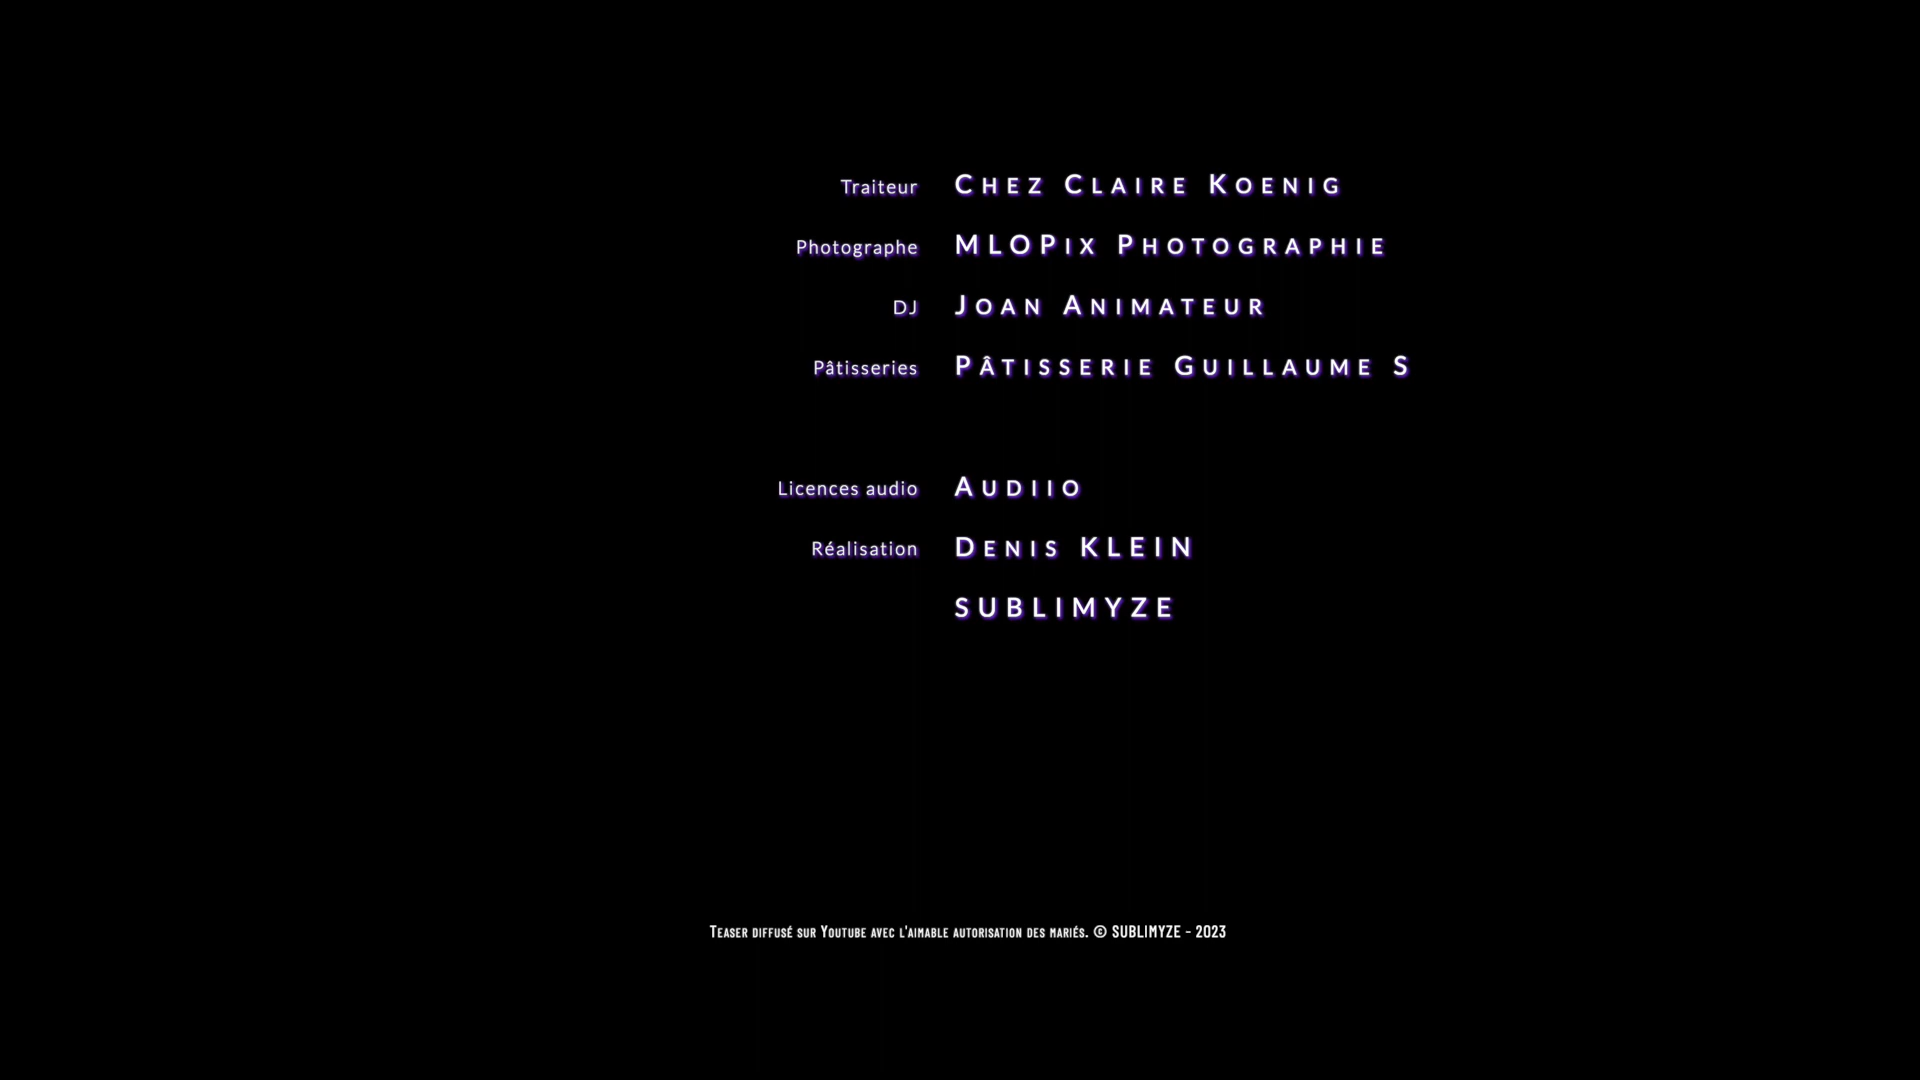 Traiteur Chez Claire Koenig
Photographe MLOPix Photographie
DJ Joan Animateur
Pâtisseries Pâtisserie Guillaume S
Licences audio Audiio
Réalisation Denis KLEIN
SUBLIMYZE
Teaser diffusé sur Youtube avec l'aimable autorisation des mariés. © SUBLIMYZE - 2023